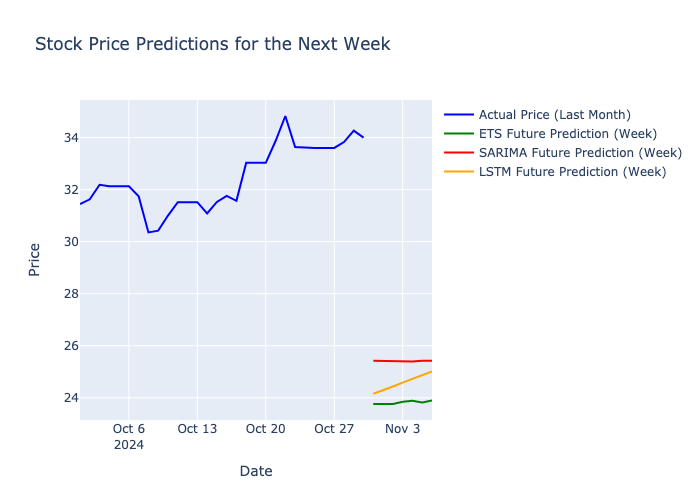 Stock Price Predictions for the Next Week
Actual Price (Last Month)
ETS Future Prediction (Week)
SARIMA Future Prediction (Week)
LSTM Future Prediction (Week)
Price
34
32
30
28
26
24
Oct 6
2024
Oct 13
Oct 20
Oct 27
Nov 3
Date